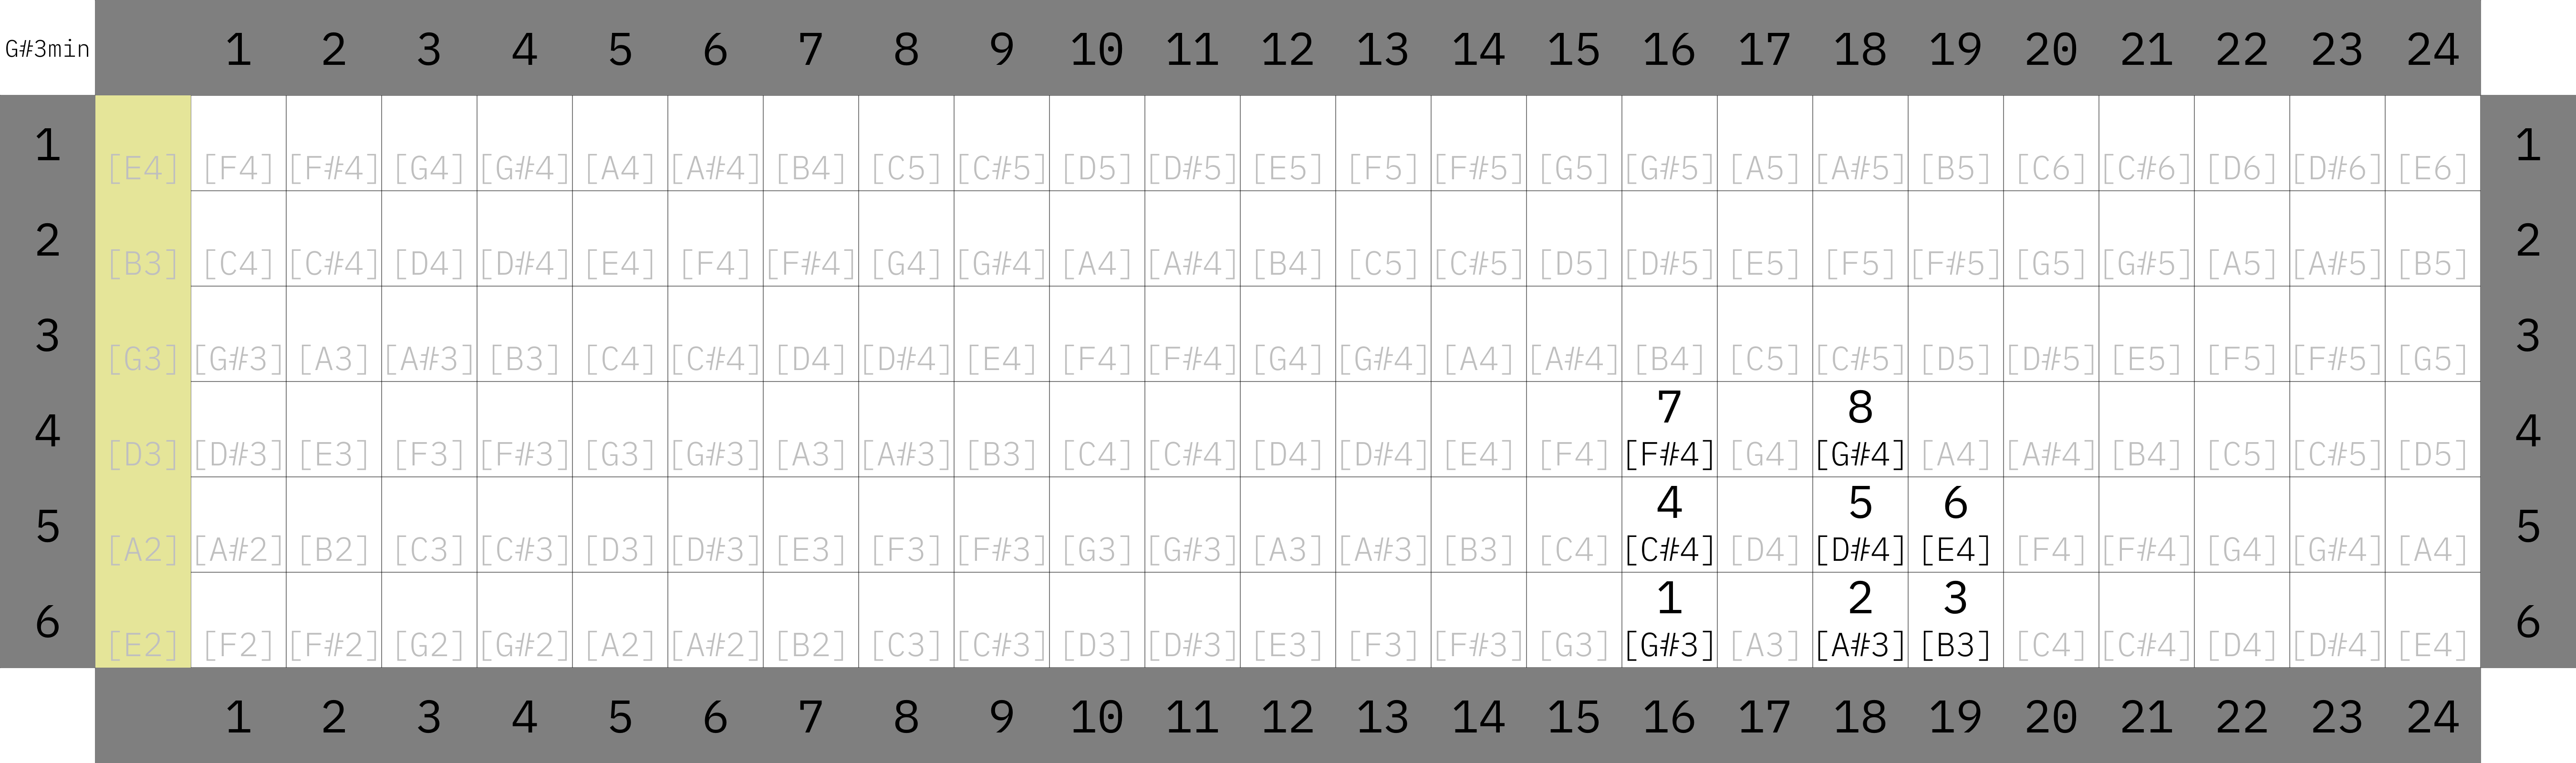 G#3min 1 2 3 4 5 6 7 8 9 10 11 12 13 14 15 16 17 18 19 20 21 22 23 24
1 [E4] [F4] [F#4] [G4] [G#4] [A4] [A#4] [B4] [C5] [C#5] [D5] [D#5] [E5] [F5] [F#5] [G5] [G#5] [A5] [A#5] [B5] [C6] [C#6] [D6] [D#6] [E6] 1
2 [B3] [C4] [C#4] [D4] [D#4] [E4] [F4] [F#4] [G4] [G#4] [A4] [A#4] [B4] [C5] [C#5] [D5] [D#5] [E5] [F5] [F#5] [G5] [G#5] [A5] [A#5] [B5] 2
3 [G3] [G#3] [A3] [A#3] [B3] [C4] [C#4] [D4] [D#4] [E4] [F4] [F#4] [G4] [G#4] [A4] [A#4] [B4] [C5] [C#5] [D5] [D#5] [E5] [F5] [F#5] [G5] 3
7 8
4 [D3] [D#3] [E3] [F3] [F#3] [G3] [G#3] [A3] [A#3] [B3] [C4] [C#4] [D4] [D#4] [E4] [F4] [F#4] [G4] [G#4] [A4] [A#4] [B4] [C5] [C#5] [D5] 4
4 5 6
5 [A2] [A#2] [B2] [C3] [C#3] [D3] [D#3] [E3] [F3] [F#3] [G3] [G#3] [A3] [A#3] [B3] [C4] [C#4] [D4] [D#4] [E4] [F4] [F#4] [G4] [G#4] [A4] 5
1 2 3
6 [E2] [F2] [F#2] [G2] [G#2] [A2] [A#2] [B2] [C3] [C#3] [D3] [D#3] [E3] [F3] [F#3] [G3] [G#3] [A3] [A#3] [B3] [C4] [C#4] [D4] [D#4] [E4] 6
1 2 3 4 5 6 7 8 9 10 11 12 13 14 15 16 17 18 19 20 21 22 23 24